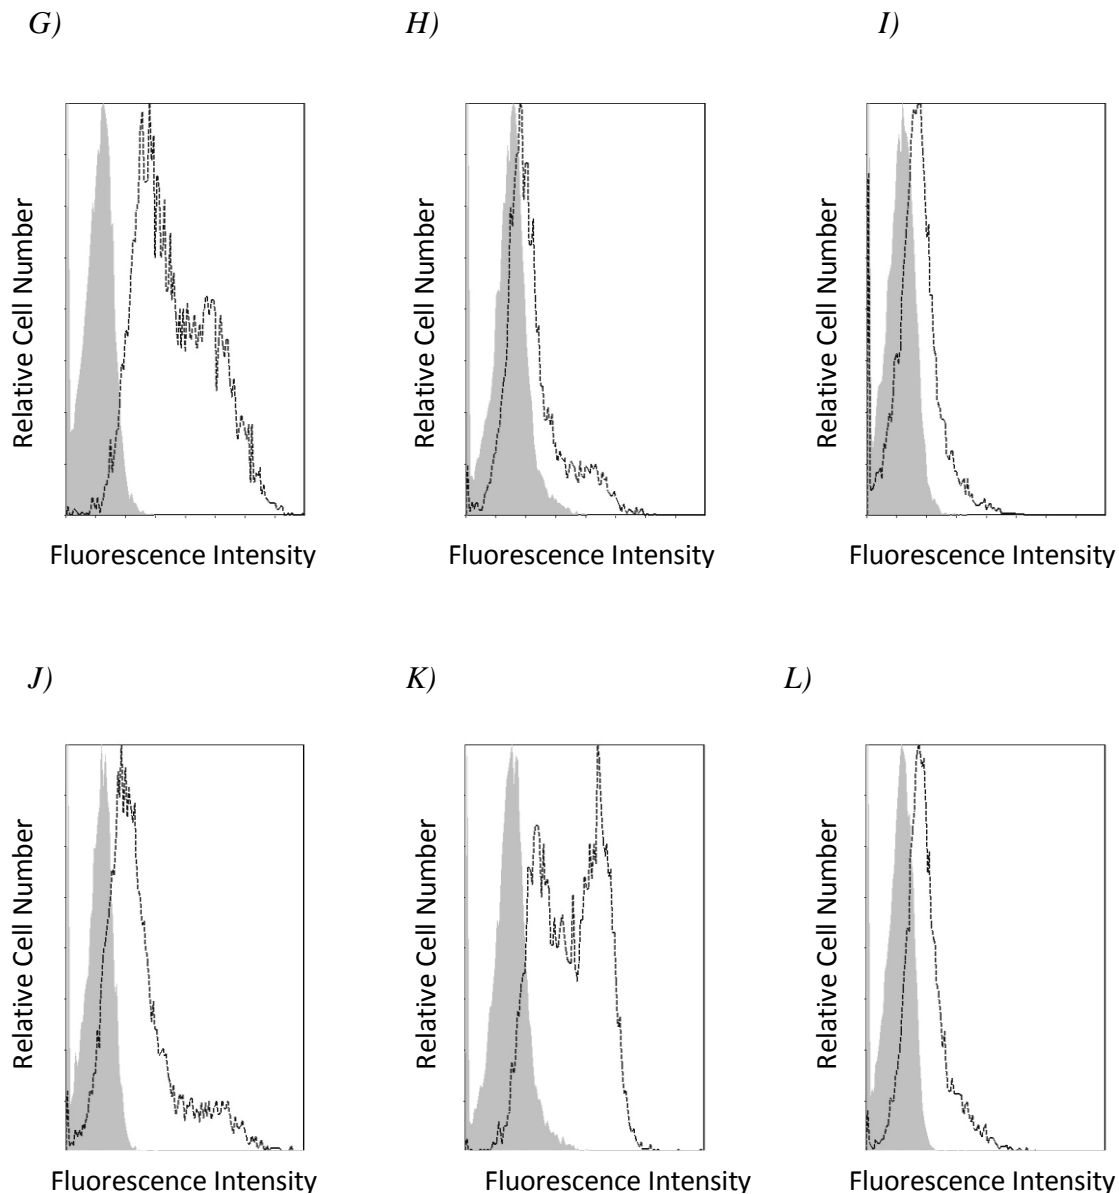 G)
H)
I)
Relative Cell Number
Relative Cell Number
Relative Cell Number
Fluorescence Intensity
Fluorescence Intensity
Fluorescence Intensity
J)
K)
L)
Relative Cell Number
Relative Cell Number
Relative Cell Number
Fluorescence Intensity
Fluorescence Intensity
Fluorescence Intensity